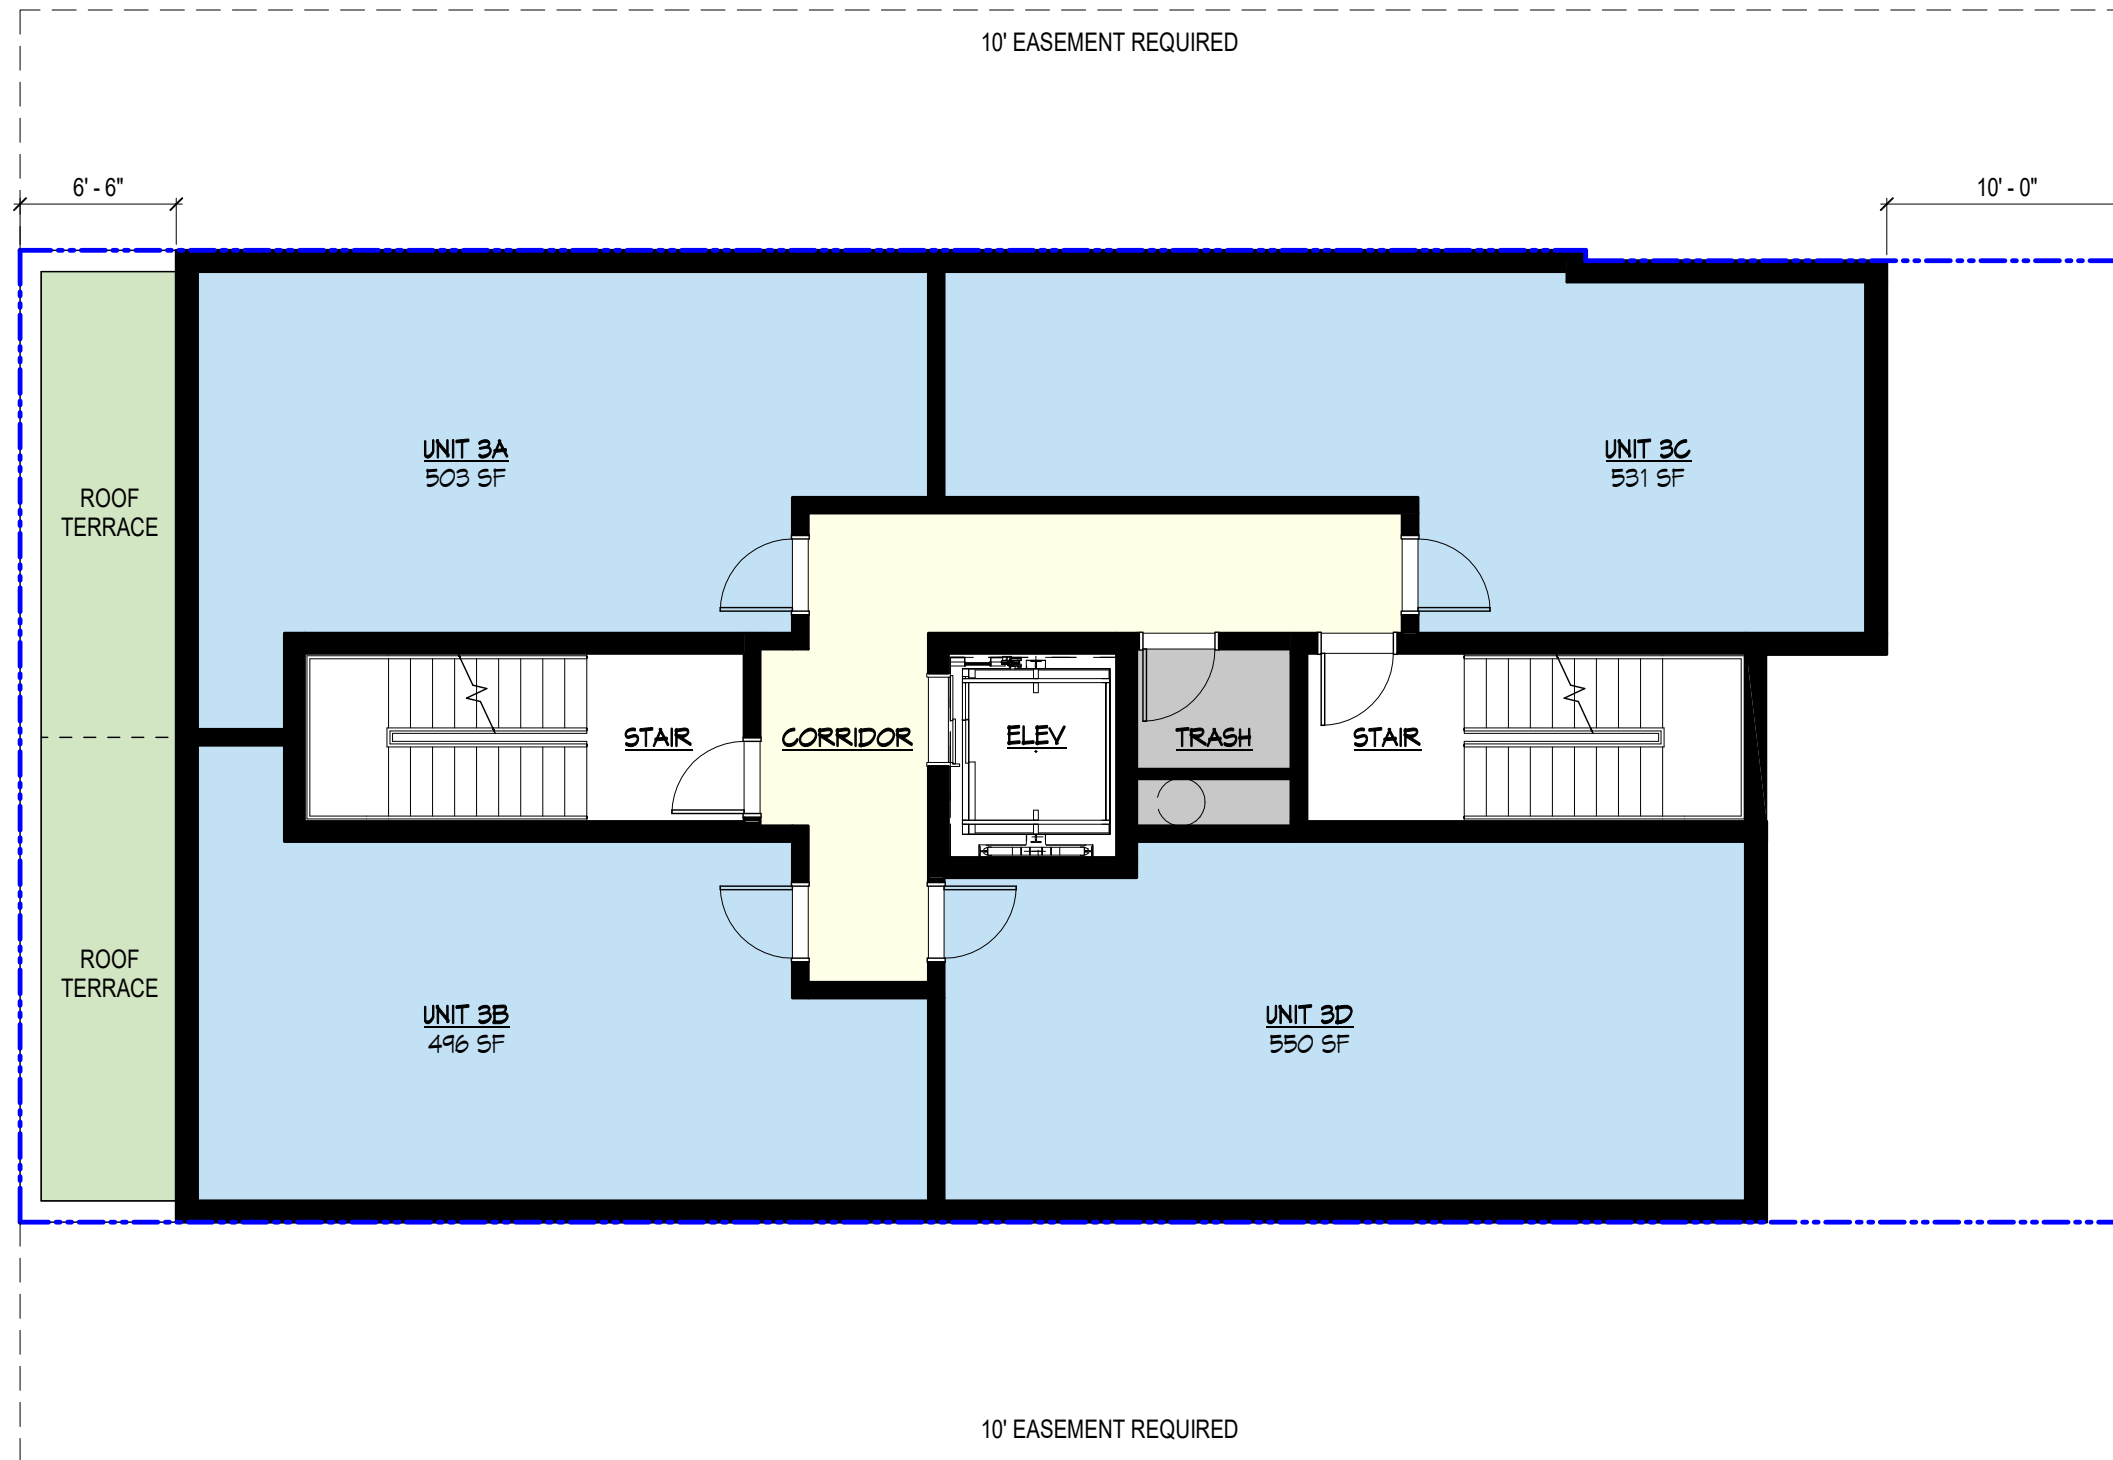 10' EASEMENT REQUIRED
6' - 6"
10' - 0"
UNIT 3A
503 SF
UNIT 3C
531 SF
ROOF
TERRACE
STAIR
CORRIDOR
ELEV
TRASH
STAIR
ROOF
TERRACE
UNIT 3B
496 SF
UNIT 3D
550 SF
10' EASEMENT REQUIRED